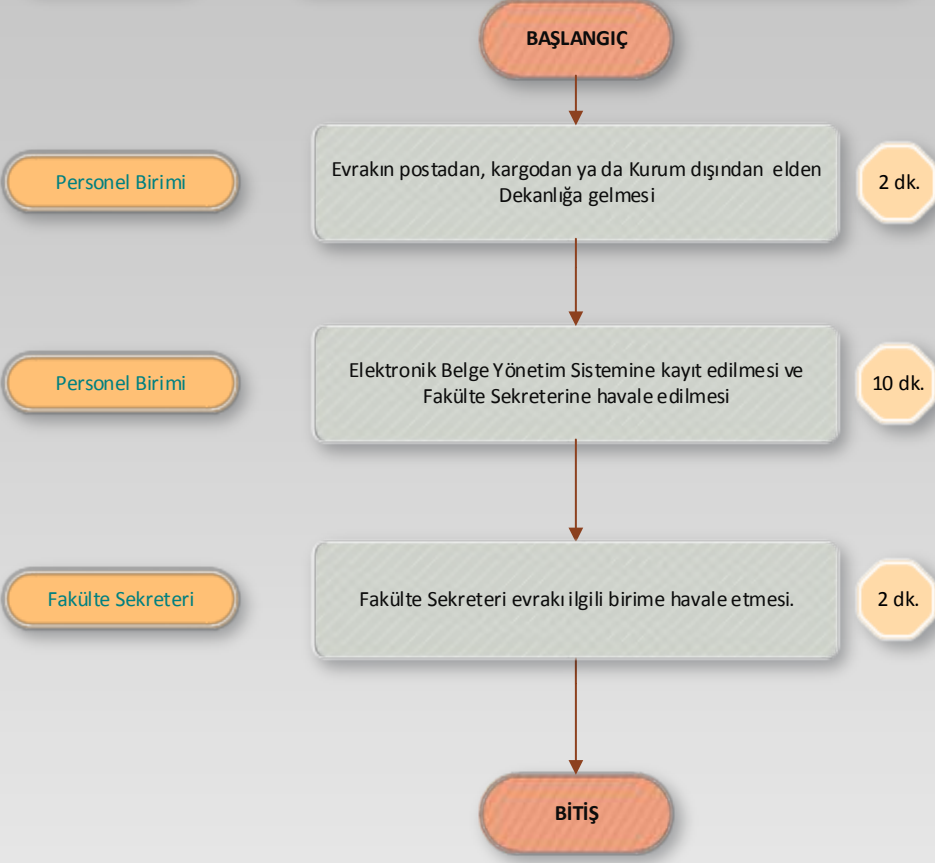 BAŞLANGIÇ
Personel Birimi
Evrakın postadan, kargodan ya da Kurum dışından elden
Dekanlığa gelmesi
2 dk.
Personel Birimi
Elektronik Belge Yönetim Sistemine kayıt edilmesi ve
Fakülte Sekreterine havale edilmesi
10 dk.
Fakülte Sekreteri
Fakülte Sekreteri evrakı ilgili birime havale etmesi.
2 dk.
BİTİŞ